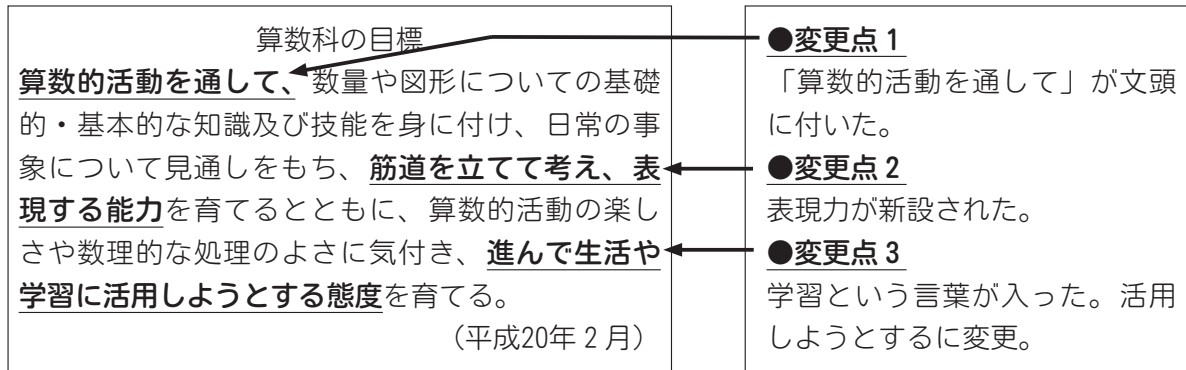 算数科の目標
算数的活動を通して、数量や図形についての基礎
的・基本的な知識及び技能を身に付け、日常の事
象について見通しをもち、筋道を立てて考え、表
現する能力を育てるとともに、算数的活動の楽し
さや数理的な処理のよさに気付き、進んで生活や
学習に活用しようとする態度を育てる。
（平成20年2月）
●変更点1
「算数的活動を通して」が文頭
に付いた。
●変更点2
表現力が新設された。
●変更点3
学習という言葉が入った。活用
しようとするに変更。